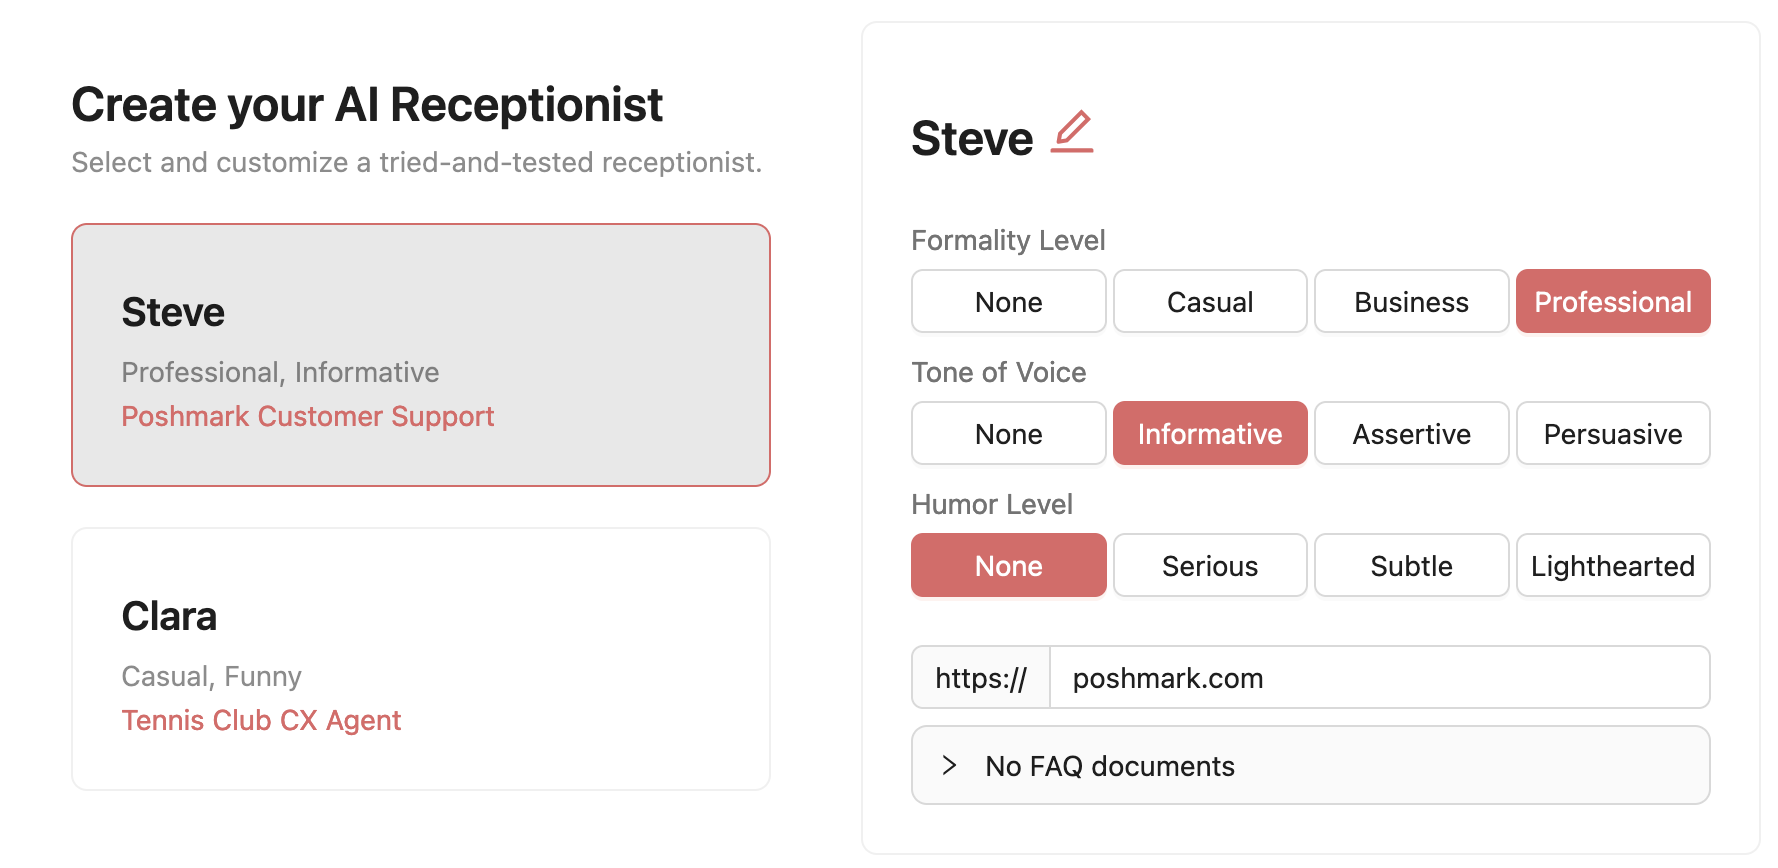 Create your AI Receptionist
Select and customize a tried-and-tested receptionist.
Steve
Professional, Informative
Poshmark Customer Support
Clara
Casual, Funny
Tennis Club CX Agent
Steve
Formality Level
None Casual Business Professional
Tone of Voice
None Informative Assertive Persuasive
Humor Level
None Serious Subtle Lighthearted
https:// poshmark.com
No FAQ documents